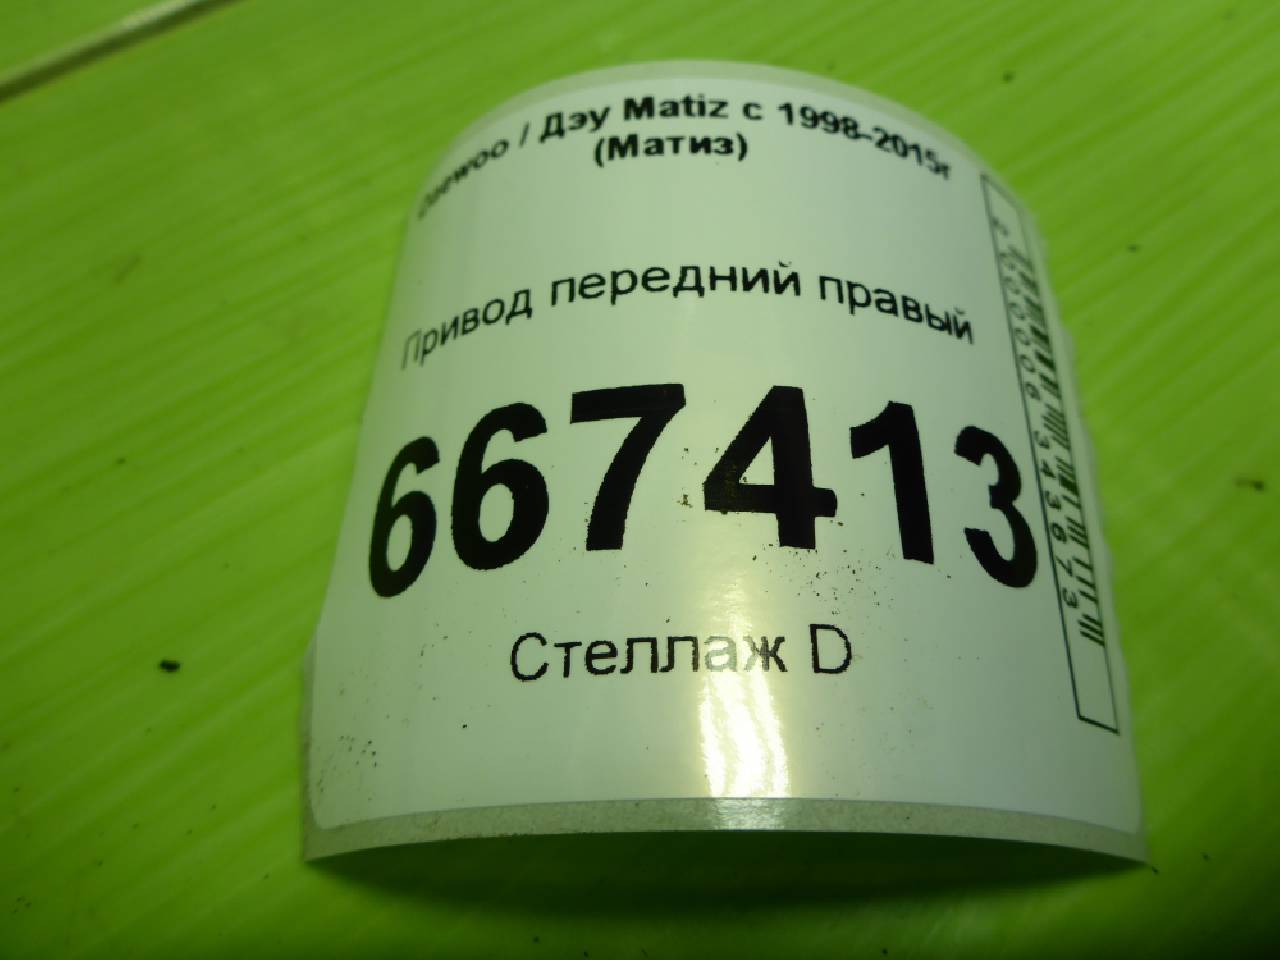 Daewoo / Дэу Matiz с 1998-2015г
(Матиз)
Привод передний правый
667413
Стеллаж D